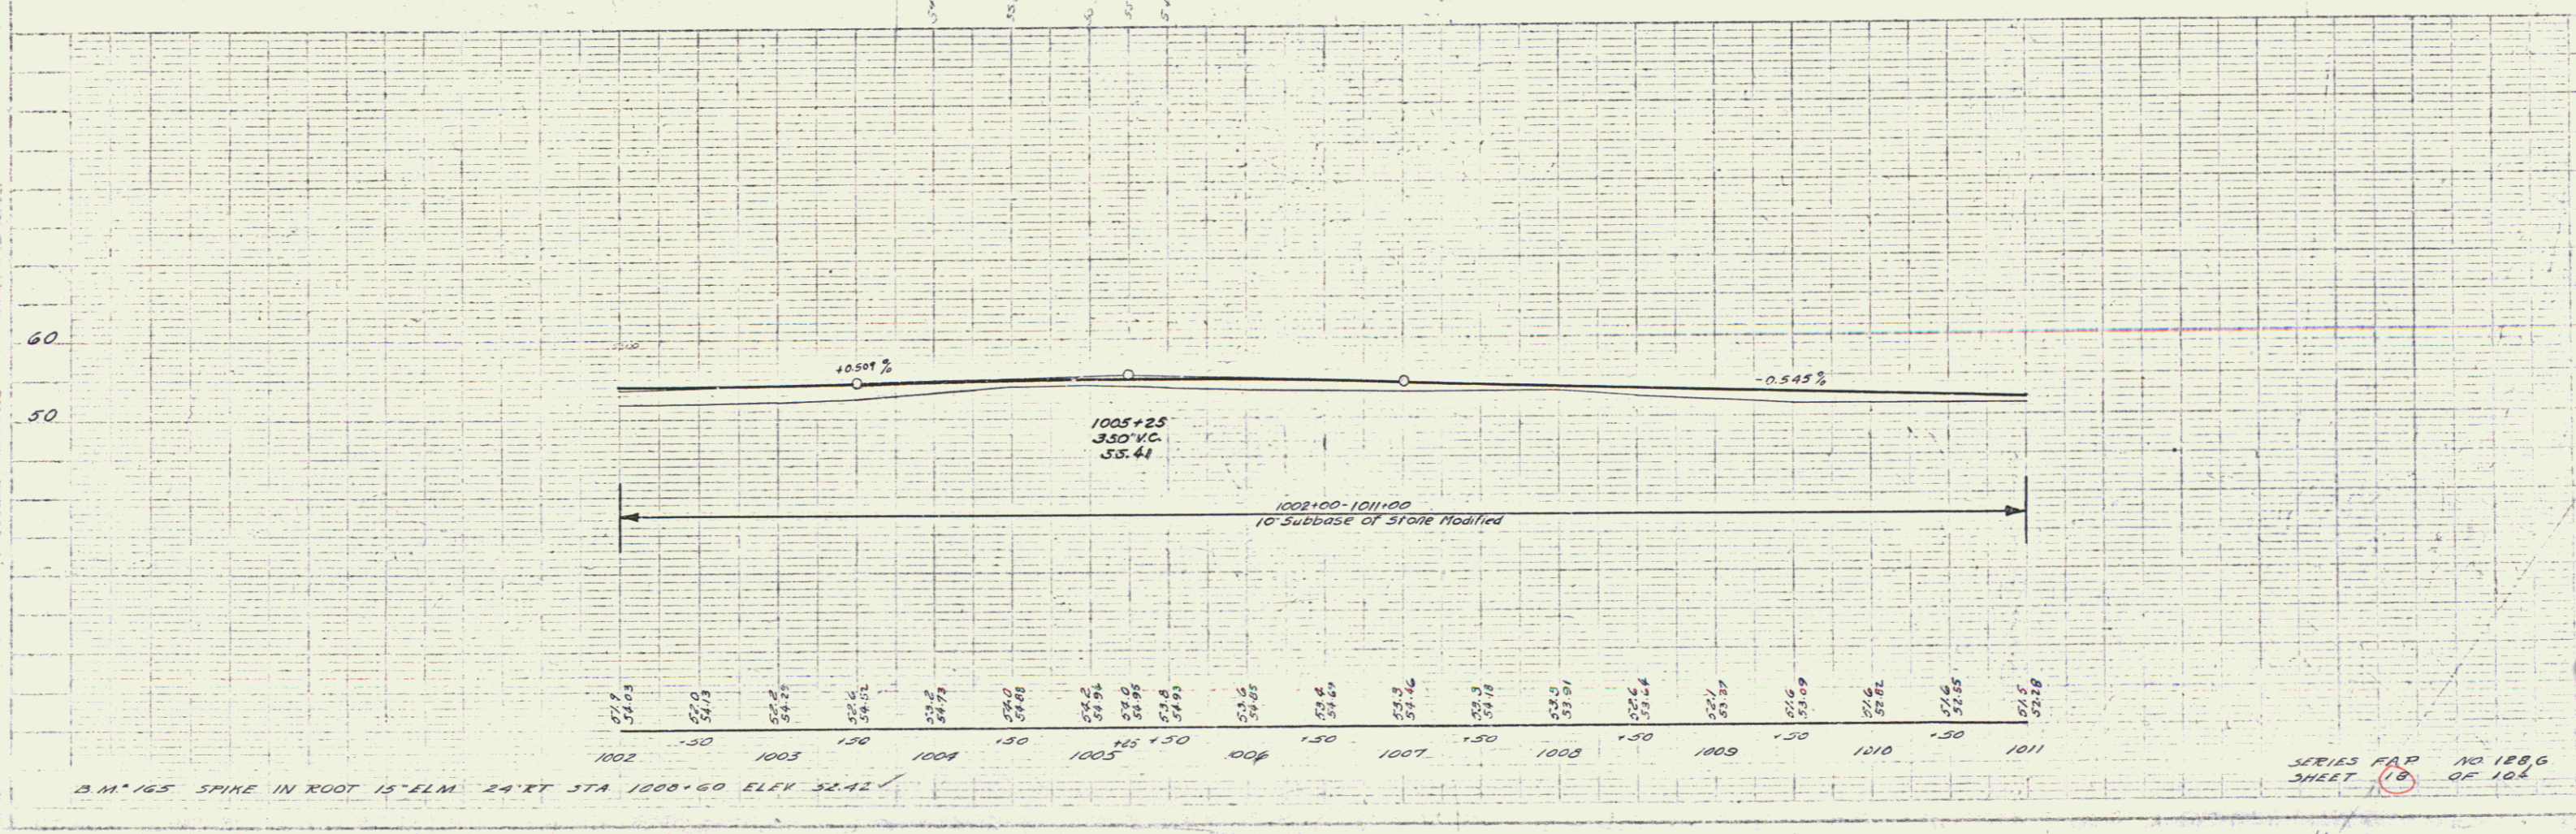 60
50
+0.509 %
-0.545 %
1005+25
350' V.C.
55.41
1002+00-1011+00
10" Subbase of Stone Modified
51.9 52.0 52.2 52.6 53.2 54.0 54.2 54.0 53.8 53.6 53.4 53.3 53.3 53.3 52.6 52.1 51.6 51.6 51.6 51.5
54.03 54.13 54.29 54.52 54.73 54.88 54.96 54.95 54.93 54.85 54.69 54.46 54.18 53.91 53.64 53.37 53.09 52.82 52.55 52.28
+50 +50 +50 +25 +50 +50 +50 +50 +50 +50
1002 1003 1004 1005 1006 1007 1008 1009 1010 1011
B.M.# 165 SPIKE IN ROOT 15" ELM 24' RT STA 1008+60 ELEV 52.42 ✓
SERIES FAP NO 128,G
SHEET 18 OF